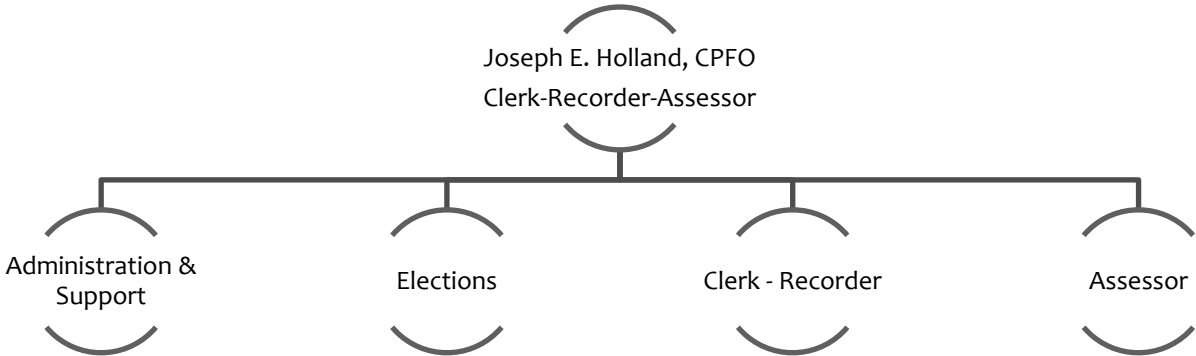 Joseph E. Holland, CPFO
Clerk-Recorder-Assessor
Administration &
Support
Elections
Clerk - Recorder
Assessor